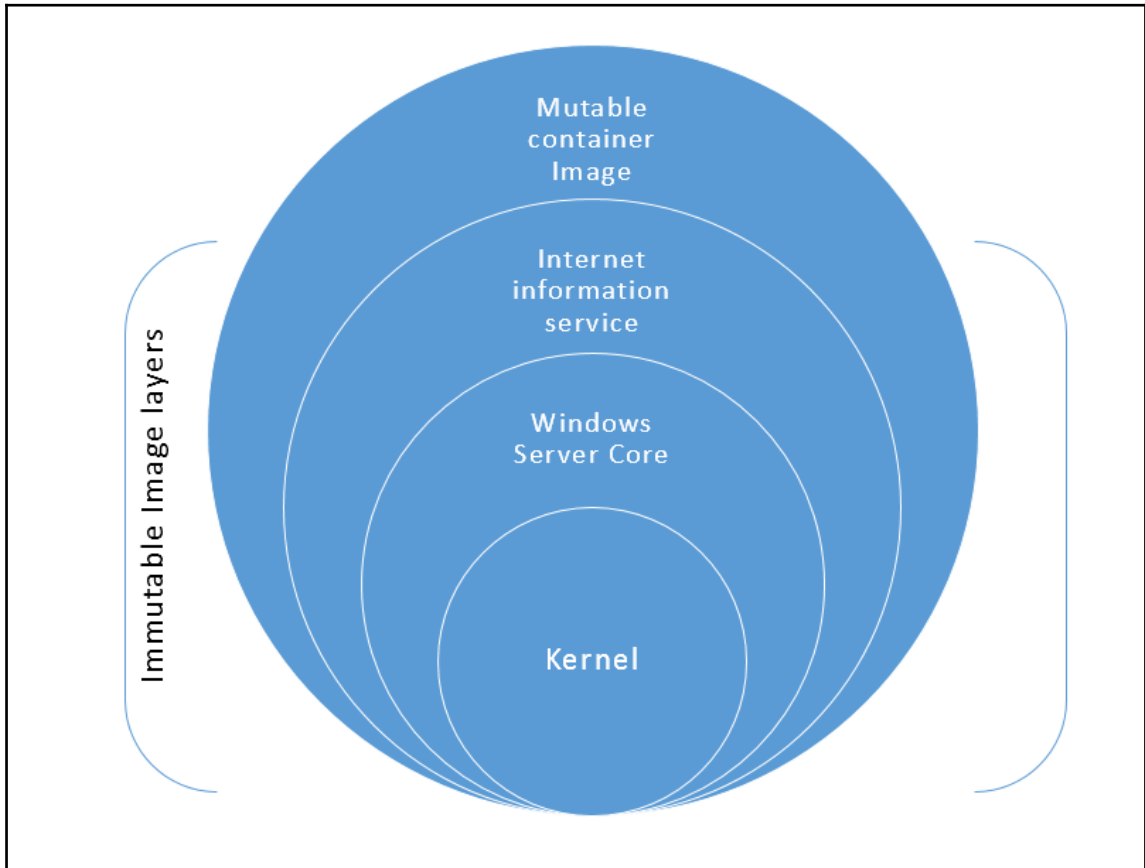 Mutable
container
Image
Internet
information
service
Windows
Server Core
Kernel
Immutable Image layers